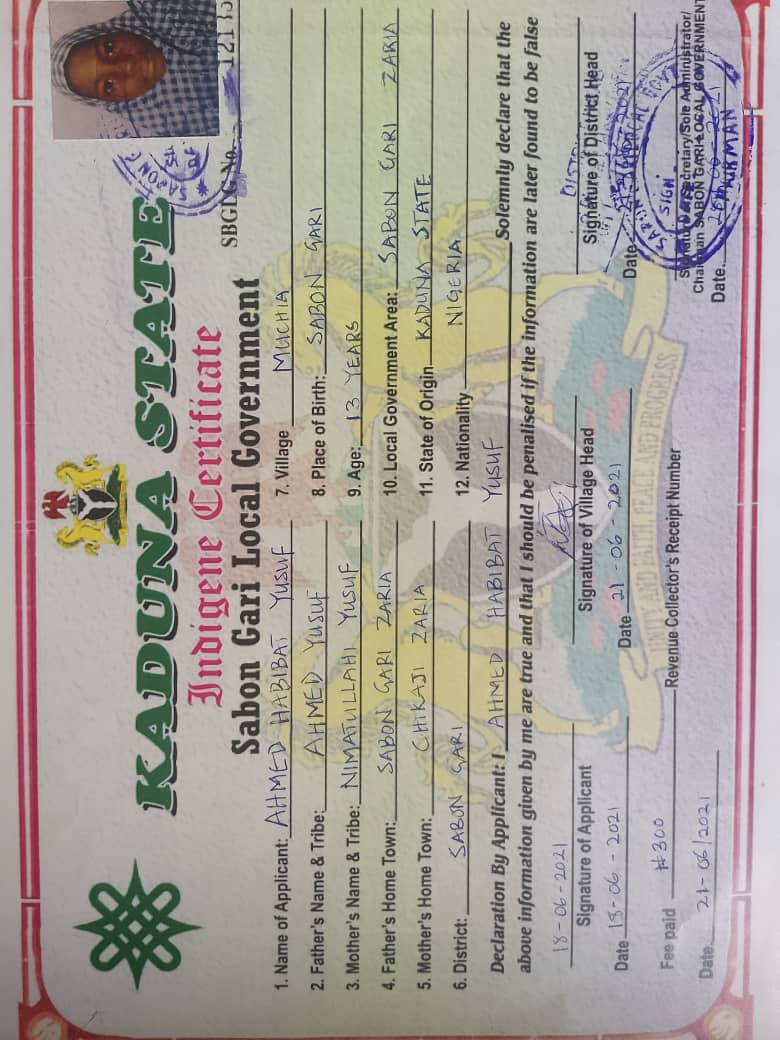 KADUNA STATE
Indigene Certificate
Sabon Gari Local Government
SBGLG No.
1. Name of Applicant: AHMED HABIBAT YUSUF
7. Village MUCHIA
2. Father's Name & Tribe: AHMED YUSUF
8. Place of Birth: SABON GARI
3. Mother's Name & Tribe: NIMATULLAHI YUSUF
9. Age: 13 YEARS
4. Father's Home Town: SABON GARI ZARIA
10. Local Government Area: SABON GARI ZARIA
5. Mother's Home Town: CHIKAJI ZARIA
11. State of Origin KADUNA STATE
6. District: SABON GARI
12. Nationality NIGERIA
Declaration By Applicant: I AHMED HABIBAT YUSUF Solemnly declare that the
above information given by me are true and that I should be penalised if the information are later found to be false
18-06-2021
Signature of Applicant
Signature of Village Head
Signature of District Head
Date 18-06-2021
Date 21-06-2021
Date
Fee paid #300
Revenue Collector's Receipt Number
Secretary/Sole Administrator/
Chairman SABON GARI LOCAL GOVERNMENT
Date. 21-06/2021
Date.
CHAIRMAN
SABON
SIGN
UNITY AND FAITH PEACE AND PROGRESS